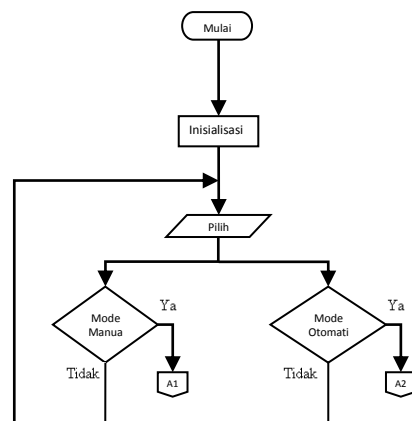 Mulai
Inisialisasi
Pilih
Mode
Manua
Ya
Mode
Otomati
Ya
Tidak
A1
Tidak
A2